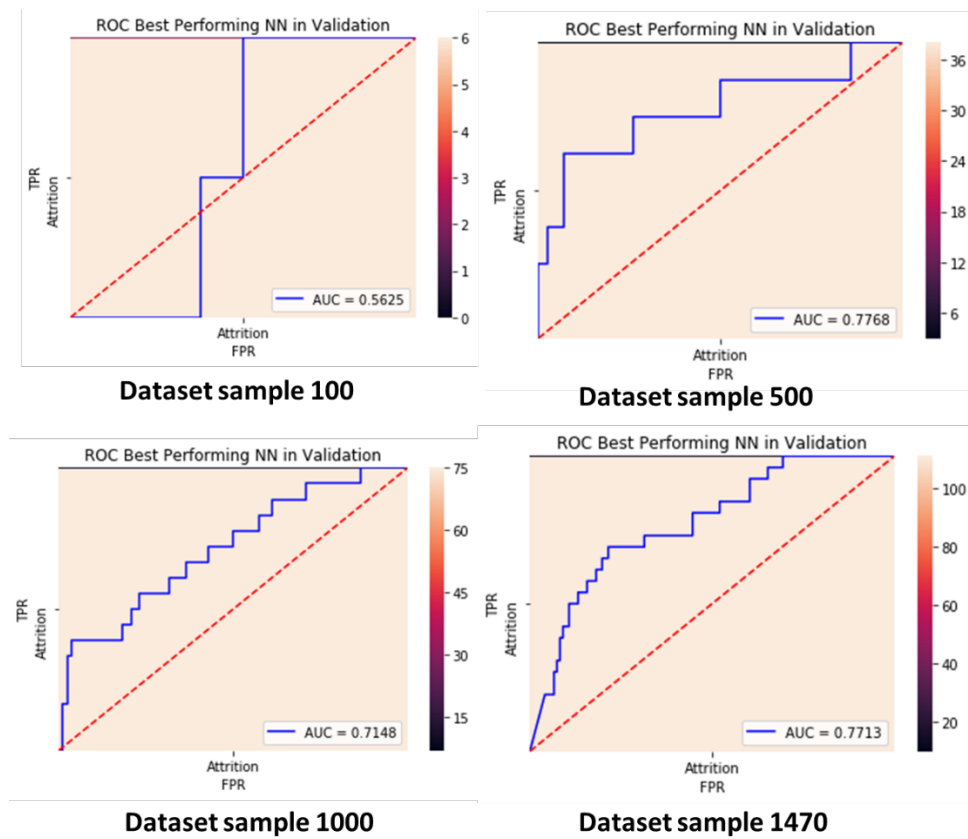 ROC Best Performing NN in Validation
TPR
Attrition
6
5
4
3
2
1
0
AUC = 0.5625
Attrition
FPR
Dataset sample 100
ROC Best Performing NN in Validation
TPR
Attrition
36
30
24
18
12
6
AUC = 0.7768
Attrition
FPR
Dataset sample 500
ROC Best Performing NN in Validation
TPR
Attrition
75
60
45
30
15
AUC = 0.7148
Attrition
FPR
Dataset sample 1000
ROC Best Performing NN in Validation
TPR
Attrition
100
80
60
40
20
AUC = 0.7713
Attrition
FPR
Dataset sample 1470